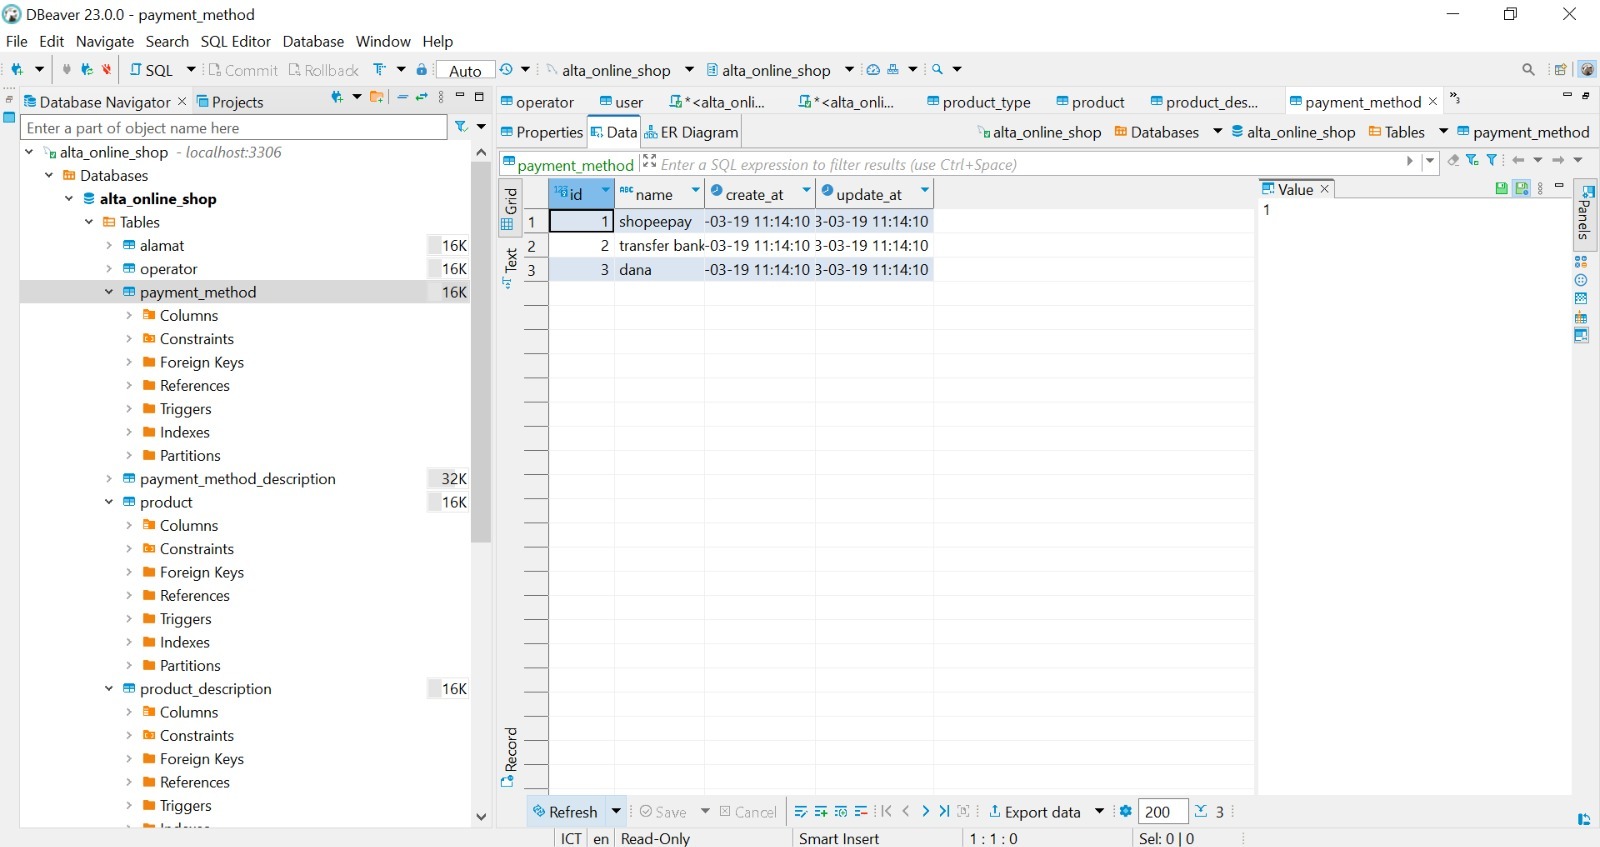 DBeaver 23.0.0 - payment_method
File Edit Navigate Search SQL Editor Database Window Help
SQL Commit Rollback Auto alta_online_shop alta_online_shop
Database Navigator Projects
Enter a part of object name here
alta_online_shop - localhost:3306
Databases
alta_online_shop
Tables
alamat 16K
operator 16K
payment_method 16K
Columns
Constraints
Foreign Keys
References
Triggers
Indexes
Partitions
payment_method_description 32K
product 16K
Columns
Constraints
Foreign Keys
References
Triggers
Indexes
Partitions
product_description 16K
Columns
Constraints
Foreign Keys
References
Triggers
operator user *<alta_onli... *<alta_onli... product_type product product_des... payment_method »3
Properties Data ER Diagram alta_online_shop Databases alta_online_shop Tables payment_method
payment_method Enter a SQL expression to filter results (use Ctrl+Space)
Grid
Text
Record
123 id ABC name create_at update_at
1 1 shopeepay -03-19 11:14:10 3-03-19 11:14:10
2 2 transfer bank -03-19 11:14:10 3-03-19 11:14:10
3 3 dana -03-19 11:14:10 3-03-19 11:14:10
Value
1
Panels
Refresh Save Cancel Export data 200 3
ICT en Read-Only Smart Insert 1 : 1 : 0 Sel: 0 | 0